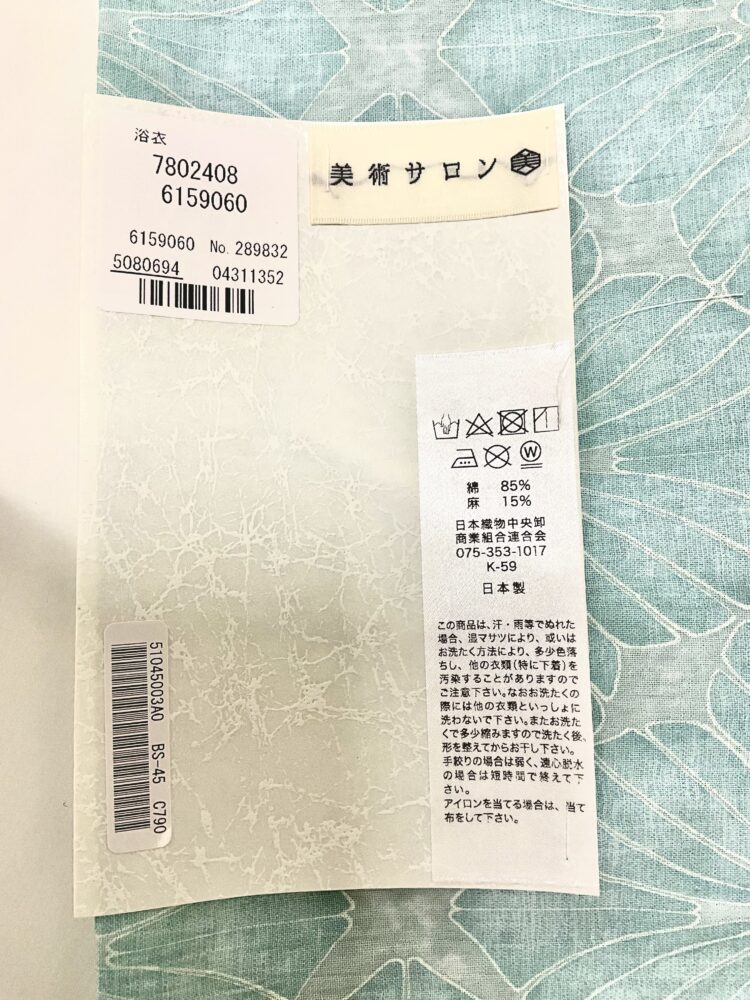 浴衣
7802408
6159060
6159060 No. 289832
5080694 04311352
美術サロン 美
W
綿 85%
麻 15%
日本織物中央卸
商業組合連合会
075-353-1017
K-59
日本製
この商品は、汗・雨等でぬれた
場合、湿マサツにより、或いは
お洗たく方法により、多少色落
ちし、他の衣類(特に下着)を
汚染することがありますので
ご注意下さい。なおお洗たくの
際には他の衣類といっしょに
洗わないで下さい。またお洗た
くで多少縮みますので洗たく後、
形を整えてからお干し下さい。
手絞りの場合は弱く、遠心脱水
の場合は短時間で終えて下
さい。
アイロンを当てる場合は、当て
布をして下さい。
51045003A0 BS-45 C790